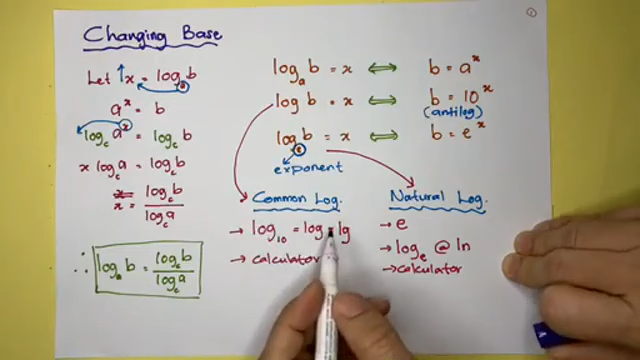 ①
Changing Base
Let x = log_a b
a^x = b
log_c a^x = log_c b
x log_c a = log_c b
x = log_c b / log_c a
∴ log_a b = log_c b / log_c a
log_a b = x ⇔ b = a^x
log b = x ⇔ b = 10^x
(antilog)
log_e b = x ⇔ b = e^x
exponent
Common Log.
→ log_10 = log = lg
→ calculator
Natural Log.
→ e
→ log_e @ ln
→ calculator